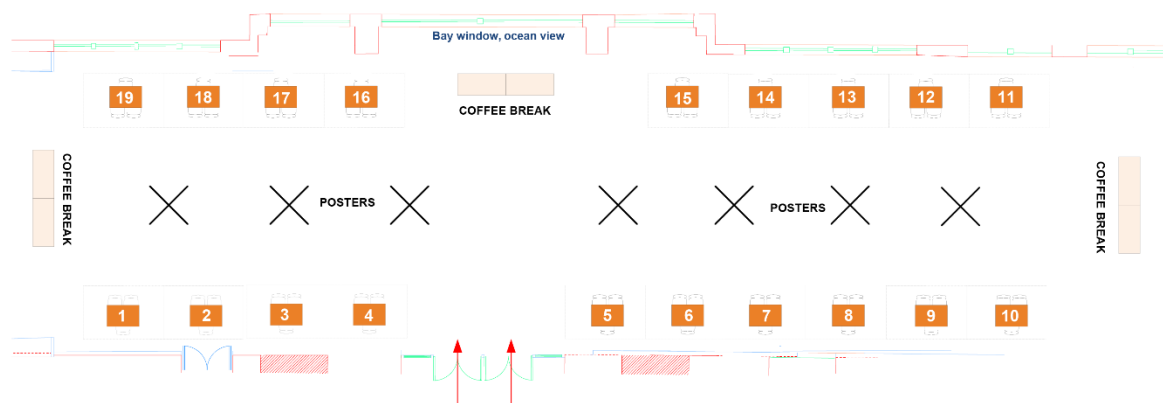 Bay window, ocean view
19 18 17 16
COFFEE BREAK
15 14 13 12 11
COFFEE BREAK
POSTERS
POSTERS
COFFEE BREAK
1 2 3 4
5 6 7 8 9 10